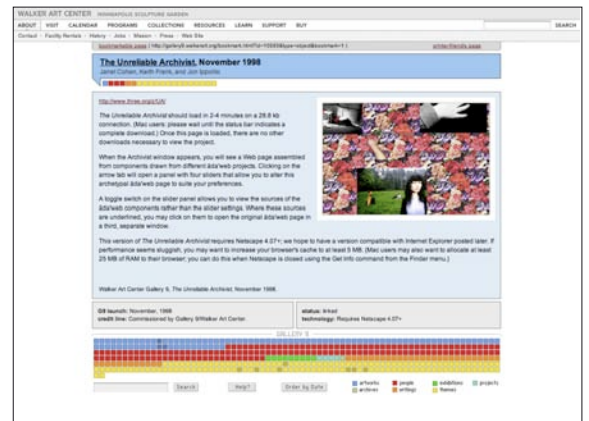 WALKER ART CENTER MINNEAPOLIS SCULPTURE GARDEN
ABOUT VISIT CALENDAR PROGRAMS COLLECTIONS RESOURCES LEARN SUPPORT BUY SEARCH
Contact Facility Rentals History Jobs Mission Press Web Site
printer-friendly page
The Unreliable Archivist, November 1998
Janet Cohen, Keith Frank, and Jon Ippolito
The Unreliable Archivist should load in 2-4 minutes on a 28.8 kb
connection. (Mac users: please wait until the status bar indicates a
complete download.) Once this page is loaded, there are no other
downloads necessary to view the project.
When the Archivist window appears, you will see a Web page assembled
from components drawn from different äda'web projects. Clicking on the
arrow tab will open a panel with four sliders that allow you to alter this
archetypal äda'web page to suite your preferences.
A toggle switch on the slider panel allows you to view the sources of the
äda'web components rather than the slider settings. Where these sources
are underlined, you may click on them to open the original äda'web page in
a third, separate window.
This version of The Unreliable Archivist requires Netscape 4.07+; we hope to have a version compatible with Internet Explorer posted later. If
performance seems sluggish, you may want to increase your browser's cache to at least 5 MB. (Mac users may also want to allocate at least
25 MB of RAM to their browser; you can do this when Netscape is closed using the Get Info command from the Finder menu.)
Walker Art Center Gallery 9, The Unreliable Archivist, November 1998.
G9 launch: November, 1998
credit line: Commissioned by Gallery 9/Walker Art Center.
status: linked
technology: Requires Netscape 4.07+
GALLERY 9
Search Help? Order by Date
artworks people exhibitions projects
archives writings themes